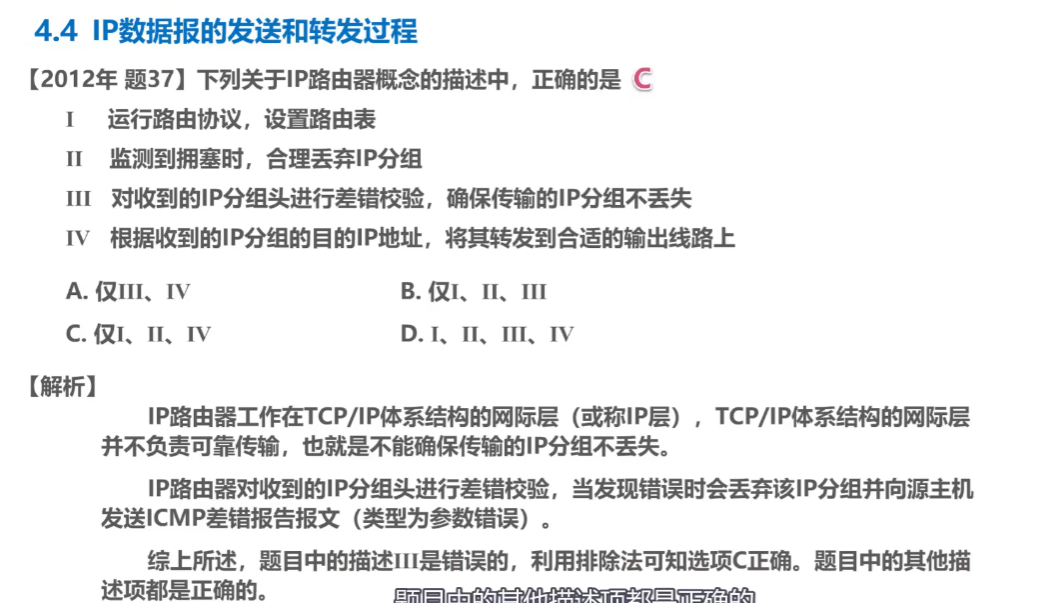 4.4 IP数据报的发送和转发过程
【2012年 题37】下列关于IP路由器概念的描述中，正确的是 C
I 运行路由协议，设置路由表
II 监测到拥塞时，合理丢弃IP分组
III 对收到的IP分组头进行差错校验，确保传输的IP分组不丢失
IV 根据收到的IP分组的目的IP地址，将其转发到合适的输出线路上
A. 仅III、IV B. 仅I、II、III
C. 仅I、II、IV D. I、II、III、IV
【解析】
IP路由器工作在TCP/IP体系结构的网际层（或称IP层），TCP/IP体系结构的网际层
并不负责可靠传输，也就是不能确保传输的IP分组不丢失。
IP路由器对收到的IP分组头进行差错校验，当发现错误时会丢弃该IP分组并向源主机
发送ICMP差错报告报文（类型为参数错误）。
综上所述，题目中的描述III是错误的，利用排除法可知选项C正确。题目中的其他描
述项都是正确的。
题目中的其他描述项都是正确的